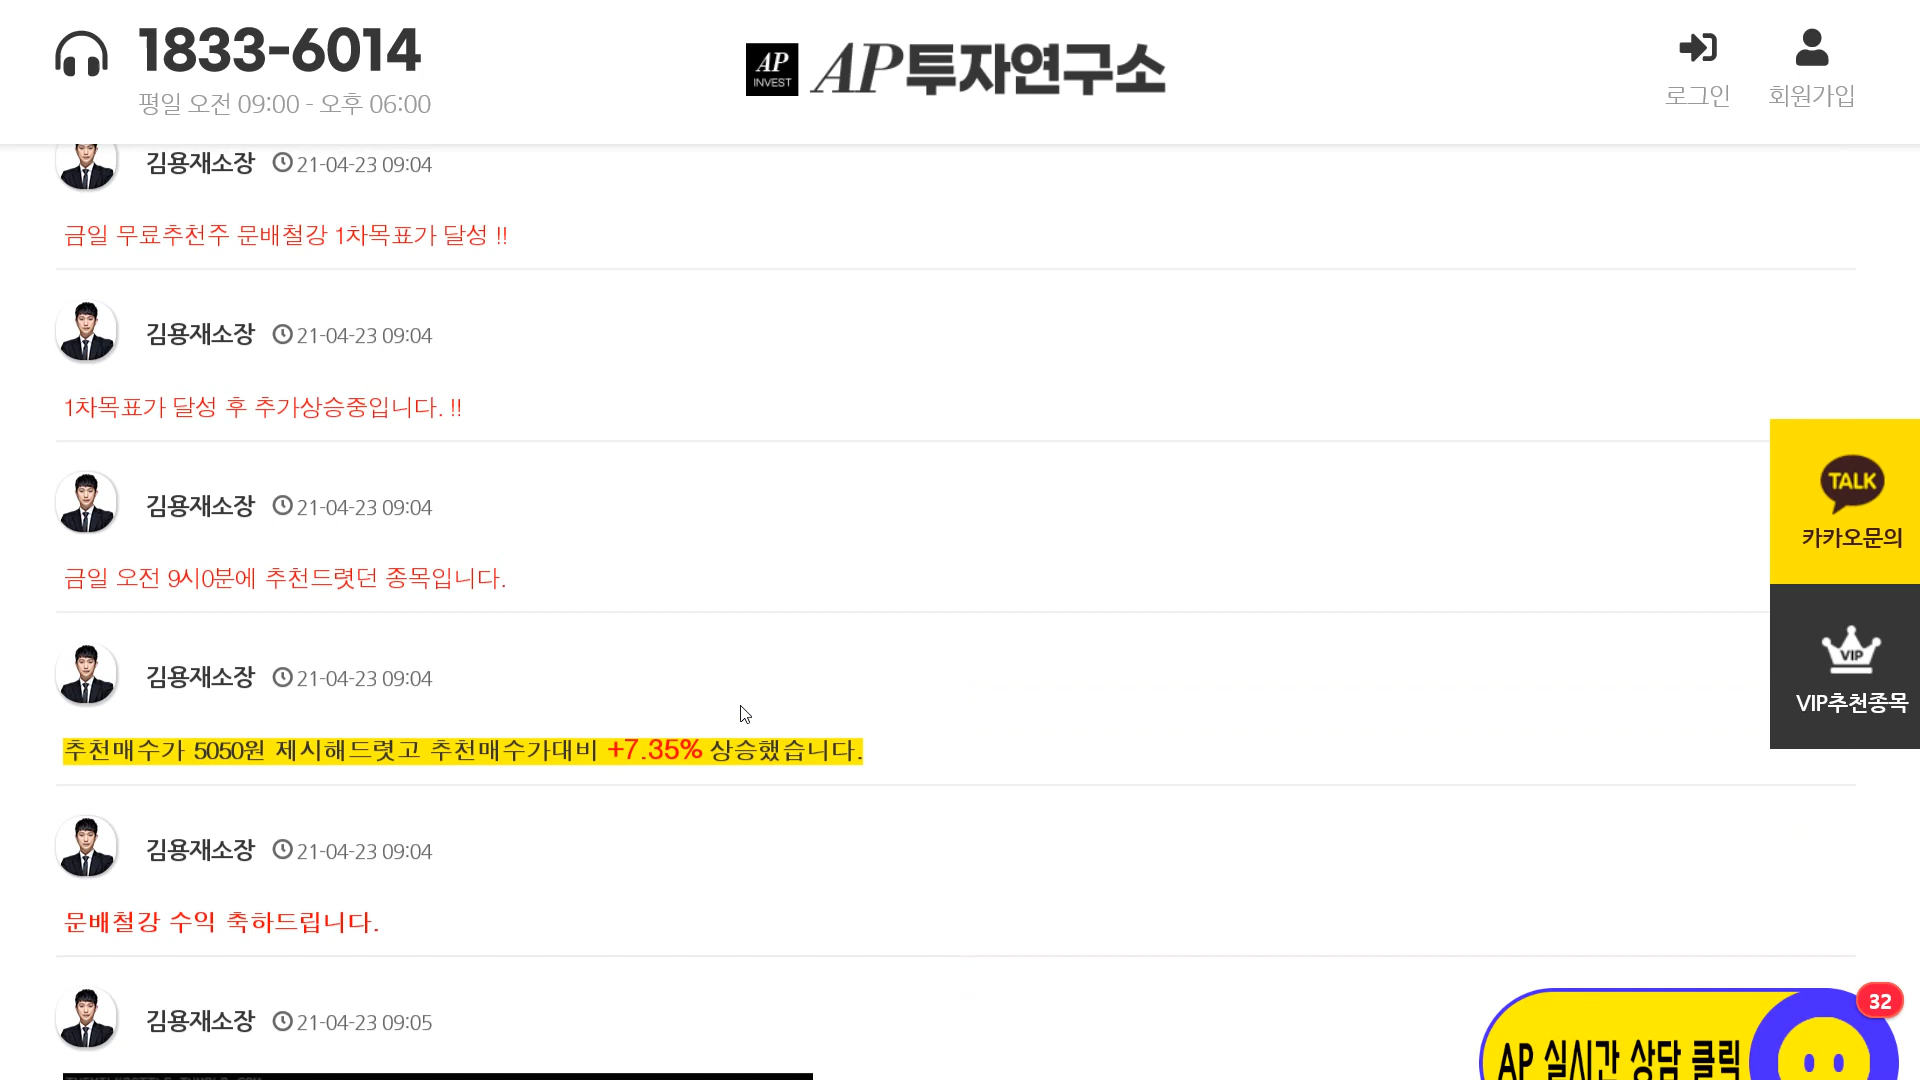 1833-6014
평일 오전 09:00 - 오후 06:00
AP
INVEST
AP투자연구소
로그인
회원가입
김용재소장 21-04-23 09:04
금일 무료추천주 문배철강 1차목표가 달성 !!
김용재소장 21-04-23 09:04
1차목표가 달성 후 추가상승중입니다. !!
김용재소장 21-04-23 09:04
금일 오전 9시0분에 추천드렷던 종목입니다.
TALK
카카오문의
김용재소장 21-04-23 09:04
VIP
VIP추천종목
추천매수가 5050원 제시해드렷고 추천매수가대비 +7.35% 상승했습니다.
김용재소장 21-04-23 09:04
문배철강 수익 축하드립니다.
김용재소장 21-04-23 09:05
32
AP 실시간 상담 클릭